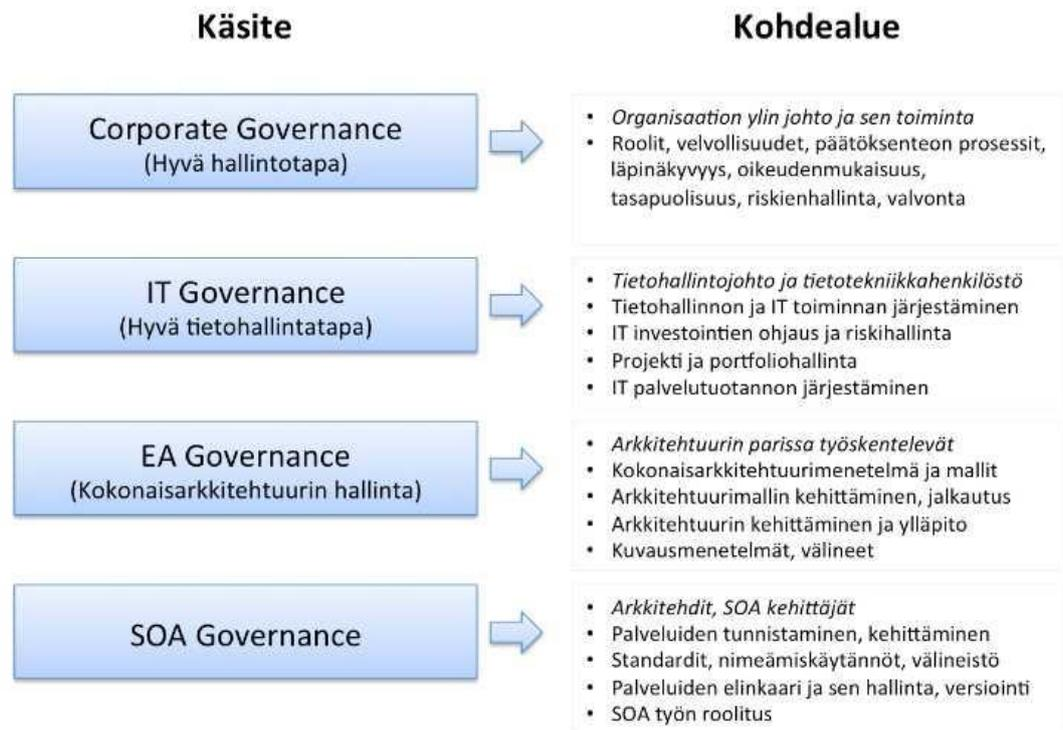 Käsite
Kohdealue
Corporate Governance
(Hyvä hallintotapa)
• Organisaation ylin johto ja sen toiminta
• Roolit, velvollisuudet, päätöksenteon prosessit,
läpinäkyvyys, oikeudenmukaisuus,
tasapuolisuus, riskienhallinta, valvonta
IT Governance
(Hyvä tietohallintatapa)
• Tietohallintojohto ja tietotekniikkahenkilöstö
• Tietohallinnon ja IT toiminnan järjestäminen
• IT investointien ohjaus ja riskihallinta
• Projekti ja portfoliohallinta
• IT palvelutuotannon järjestäminen
EA Governance
(Kokonaisarkkitehtuurin hallinta)
• Arkkitehtuurin parissa työskentelevät
• Kokonaisarkkitehtuurimenetelmä ja mallit
• Arkkitehtuurimallin kehittäminen, jalkautus
• Arkkitehtuurin kehittäminen ja ylläpito
• Kuvausmenetelmät, välineet
SOA Governance
• Arkkitehdit, SOA kehittäjät
• Palveluiden tunnistaminen, kehittäminen
• Standardit, nimeämiskäytännöt, välineistö
• Palveluiden elinkaari ja sen hallinta, versiointi
• SOA työn roolitus